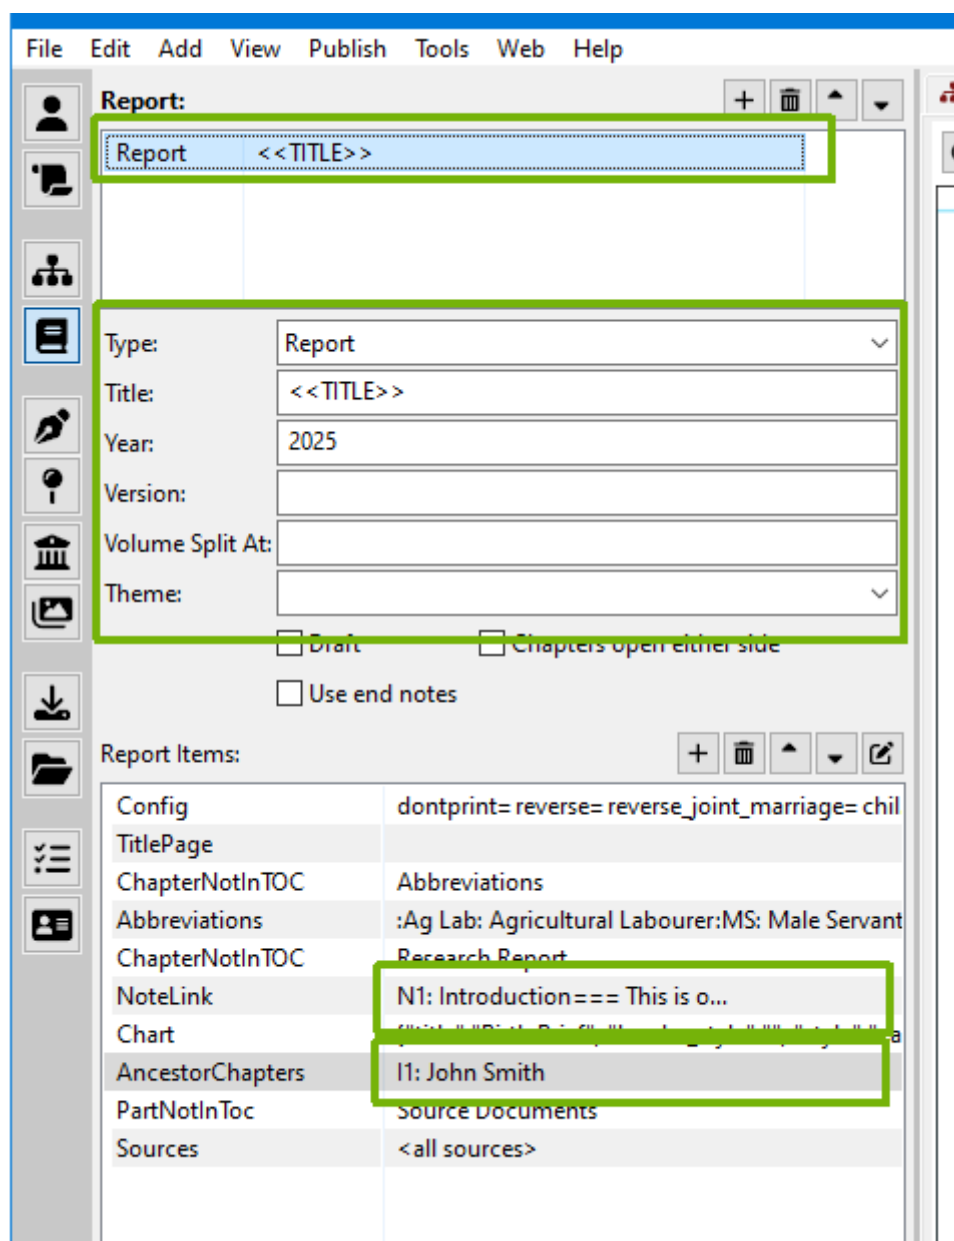 File Edit Add View Publish Tools Web Help
Report:
Report <<TITLE>>
Type: Report
Title: <<TITLE>>
Year: 2025
Version:
Volume Split At:
Theme:
Draft Chapters open either side
Use end notes
Report Items:
Config dontprint= reverse= reverse_joint_marriage= chil
TitlePage
ChapterNotInTOC Abbreviations
Abbreviations :Ag Lab: Agricultural Labourer:MS: Male Servant
ChapterNotInTOC Research Report
NoteLink N1: Introduction=== This is o...
Chart
AncestorChapters I1: John Smith
PartNotInToc Source Documents
Sources <all sources>